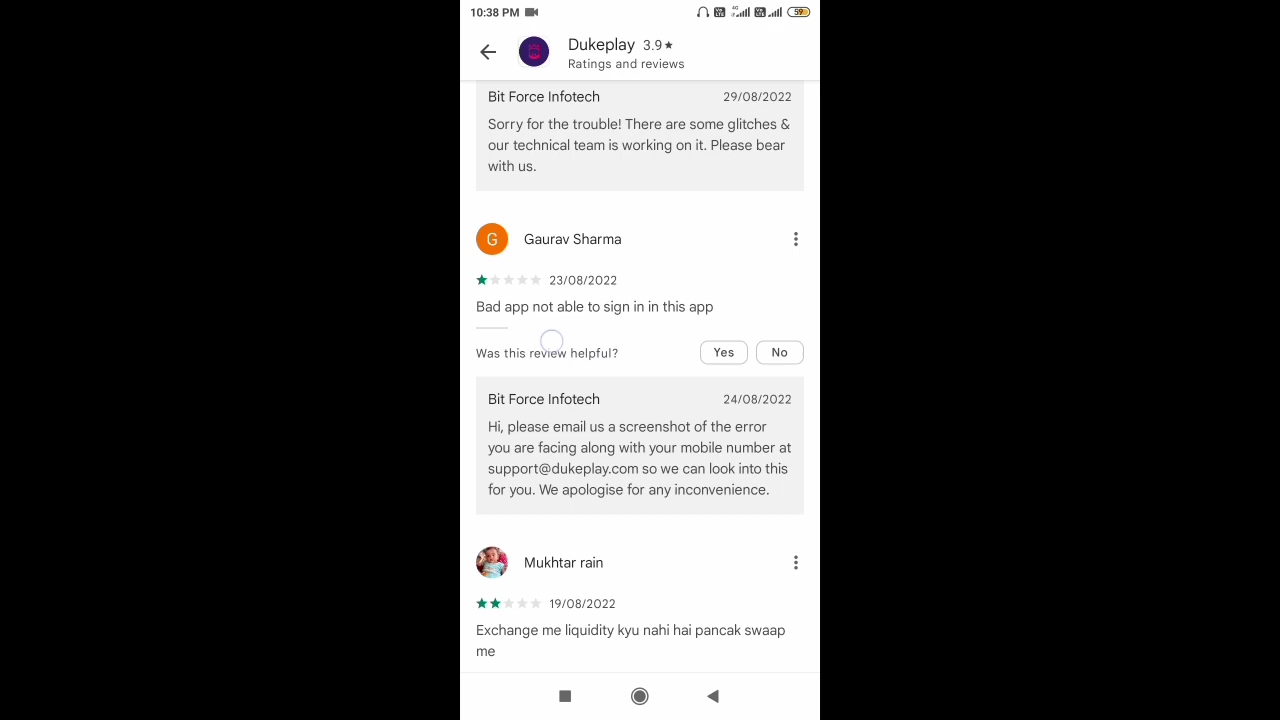 10:38 PM
4G
59
Dukeplay 3.9★
Ratings and reviews
Bit Force Infotech 29/08/2022
Sorry for the trouble! There are some glitches &
our technical team is working on it. Please bear
with us.
G
Gaurav Sharma
23/08/2022
Bad app not able to sign in in this app
Was this review helpful? Yes No
Bit Force Infotech 24/08/2022
Hi, please email us a screenshot of the error
you are facing along with your mobile number at
support@dukeplay.com so we can look into this
for you. We apologise for any inconvenience.
Mukhtar rain
19/08/2022
Exchange me liquidity kyu nahi hai pancak swaap
me